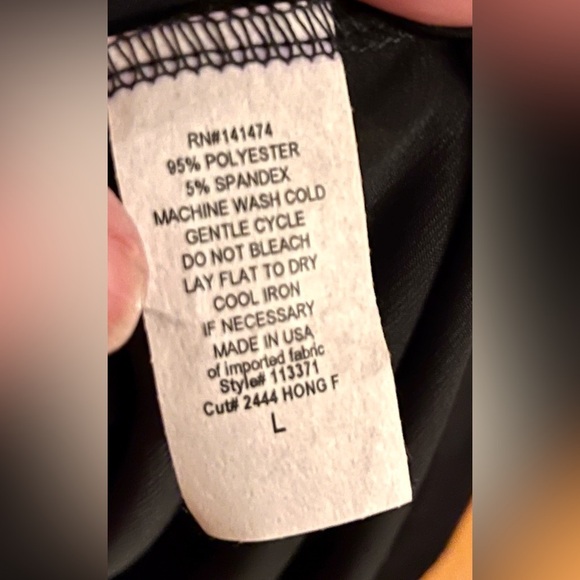 RN#141474
95% POLYESTER
5% SPANDEX
MACHINE WASH COLD
GENTLE CYCLE
DO NOT BLEACH
LAY FLAT TO DRY
COOL IRON
IF NECESSARY
MADE IN USA
of imported fabric
Style# 113371
Cut# 2444 HONG F
L